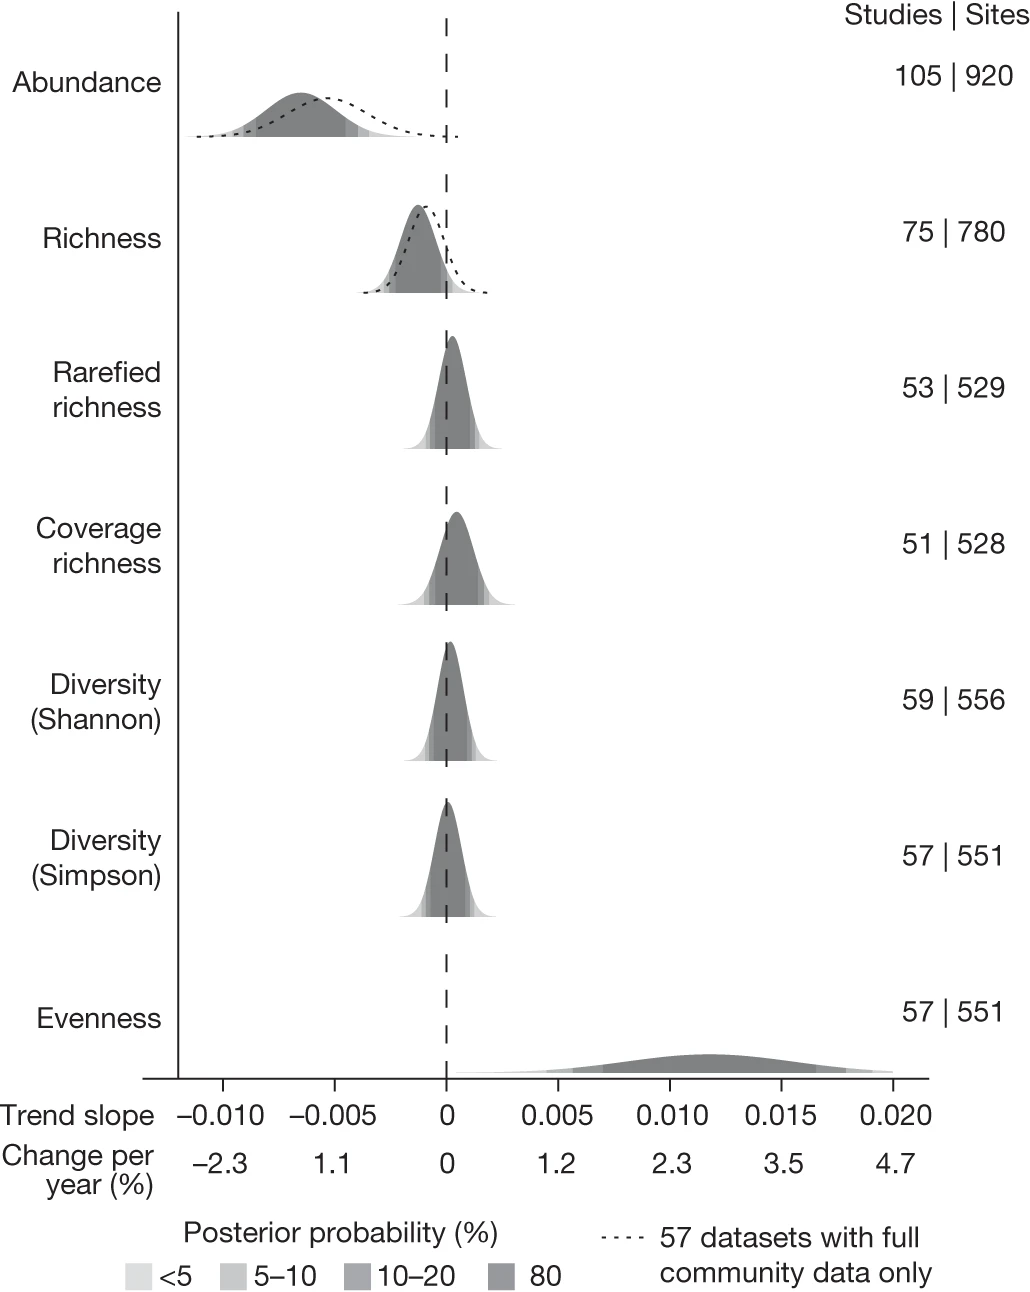 Studies | Sites
Abundance
105 | 920
Richness
75 | 780
Rarefied
richness
53 | 529
Coverage
richness
51 | 528
Diversity
(Shannon)
59 | 556
Diversity
(Simpson)
57 | 551
Evenness
57 | 551
Trend slope −0.010 −0.005 0 0.005 0.010 0.015 0.020
Change per
year (%)
−2.3 1.1 0 1.2 2.3 3.5 4.7
Posterior probability (%)
<5 5–10 10–20 80
57 datasets with full
community data only